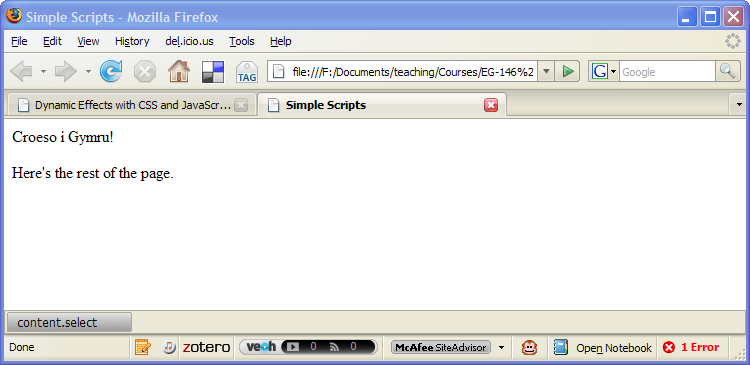 Simple Scripts - Mozilla Firefox
File Edit View History del.icio.us Tools Help
TAG file:///F:/Documents/teaching/Courses/EG-146%2 G Google
Dynamic Effects with CSS and JavaScr... Simple Scripts
Croeso i Gymru!
Here's the rest of the page.
content.select
Done zotero veoh 0 0 McAfee SiteAdvisor Open Notebook 1 Error